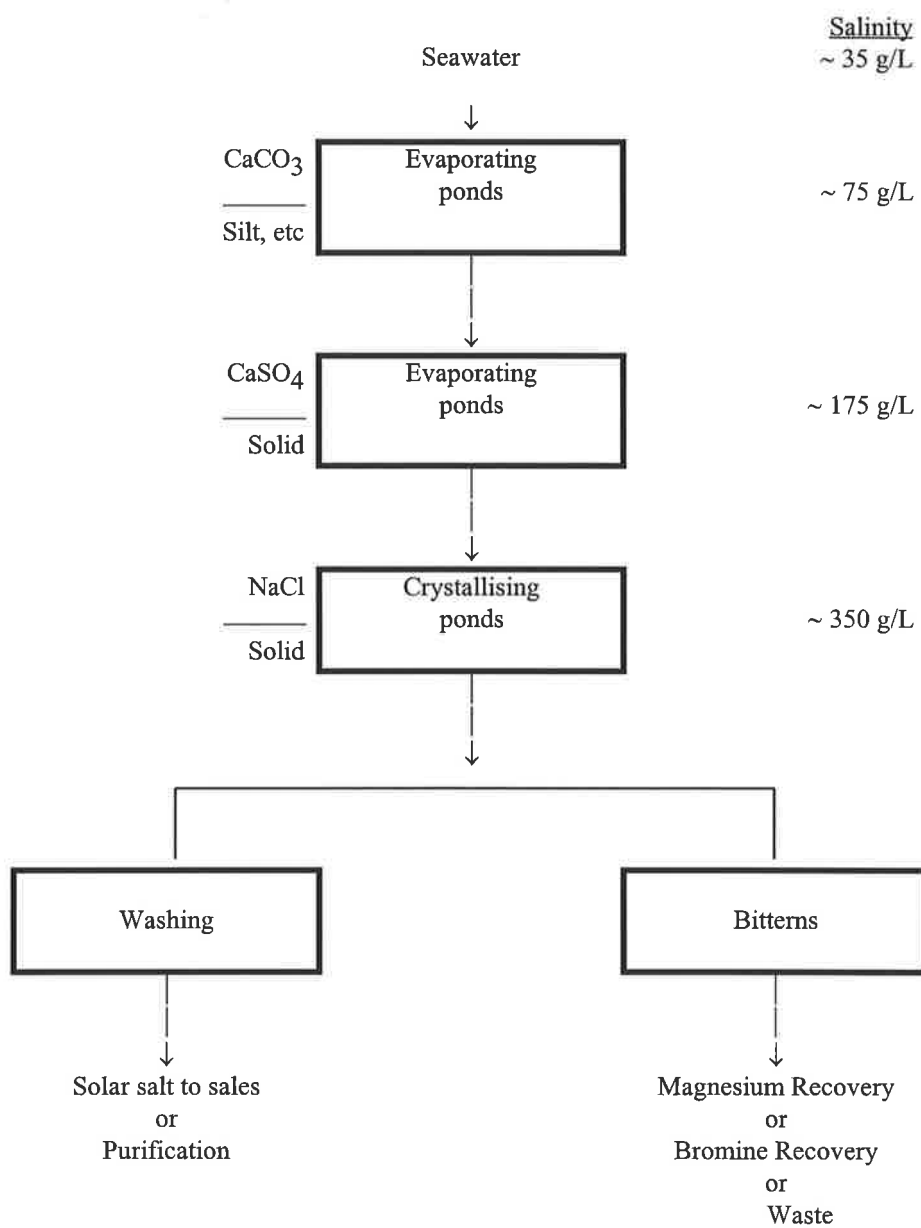 Salinity
Seawater ~ 35 g/L
CaCO3
Silt, etc
Evaporating
ponds
~ 75 g/L
CaSO4
Solid
Evaporating
ponds
~ 175 g/L
NaCl
Solid
Crystallising
ponds
~ 350 g/L
Washing
Bitterns
Solar salt to sales
or
Purification
Magnesium Recovery
or
Bromine Recovery
or
Waste